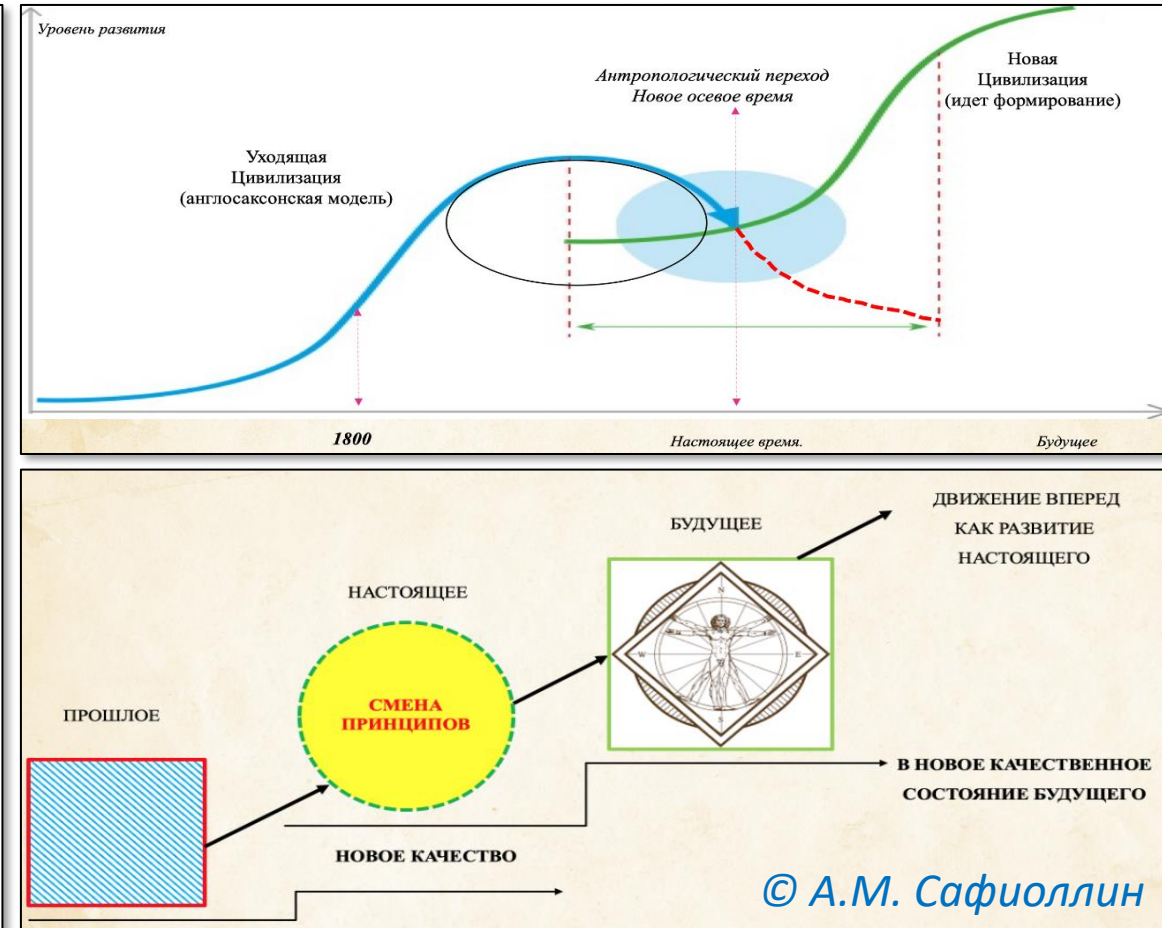 Уровень развития
Антропологический переход
Новое осевое время
Новая
Цивилизация
(идет формирование)
Уходящая
Цивилизация
(англосаксонская модель)
1800
Настоящее время.
Будущее
ДВИЖЕНИЕ ВПЕРЕД
КАК РАЗВИТИЕ
НАСТОЯЩЕГО
БУДУЩЕЕ
НАСТОЯЩЕЕ
N
W
E
S
СМЕНА
ПРИНЦИПОВ
ПРОШЛОЕ
В НОВОЕ КАЧЕСТВЕННОЕ
СОСТОЯНИЕ БУДУЩЕГО
НОВОЕ КАЧЕСТВО
© А.М. Сафиоллин